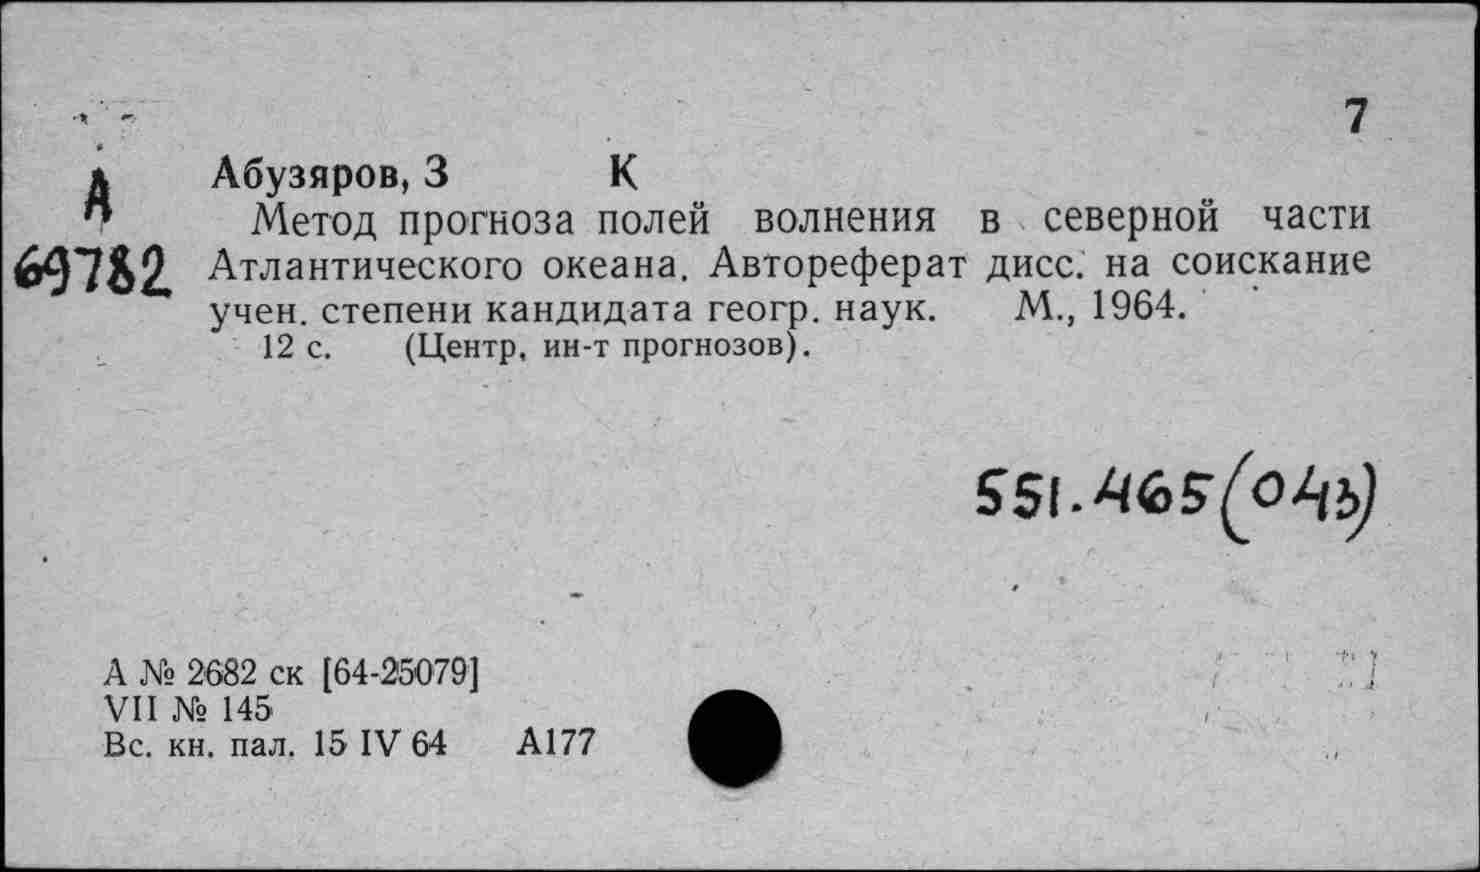 7
А
69782
Абузяров, З К
Метод прогноза полей волнения в северной части
Атлантического океана. Автореферат дисс. на соискание
учен. степени кандидата геогр. наук. М., 1964.
12 с. (Центр. ин-т прогнозов).
551.465(043)
А № 2682 ск [64-25079]
VII № 145
Вс. кн. пал. 15 IV 64 А177